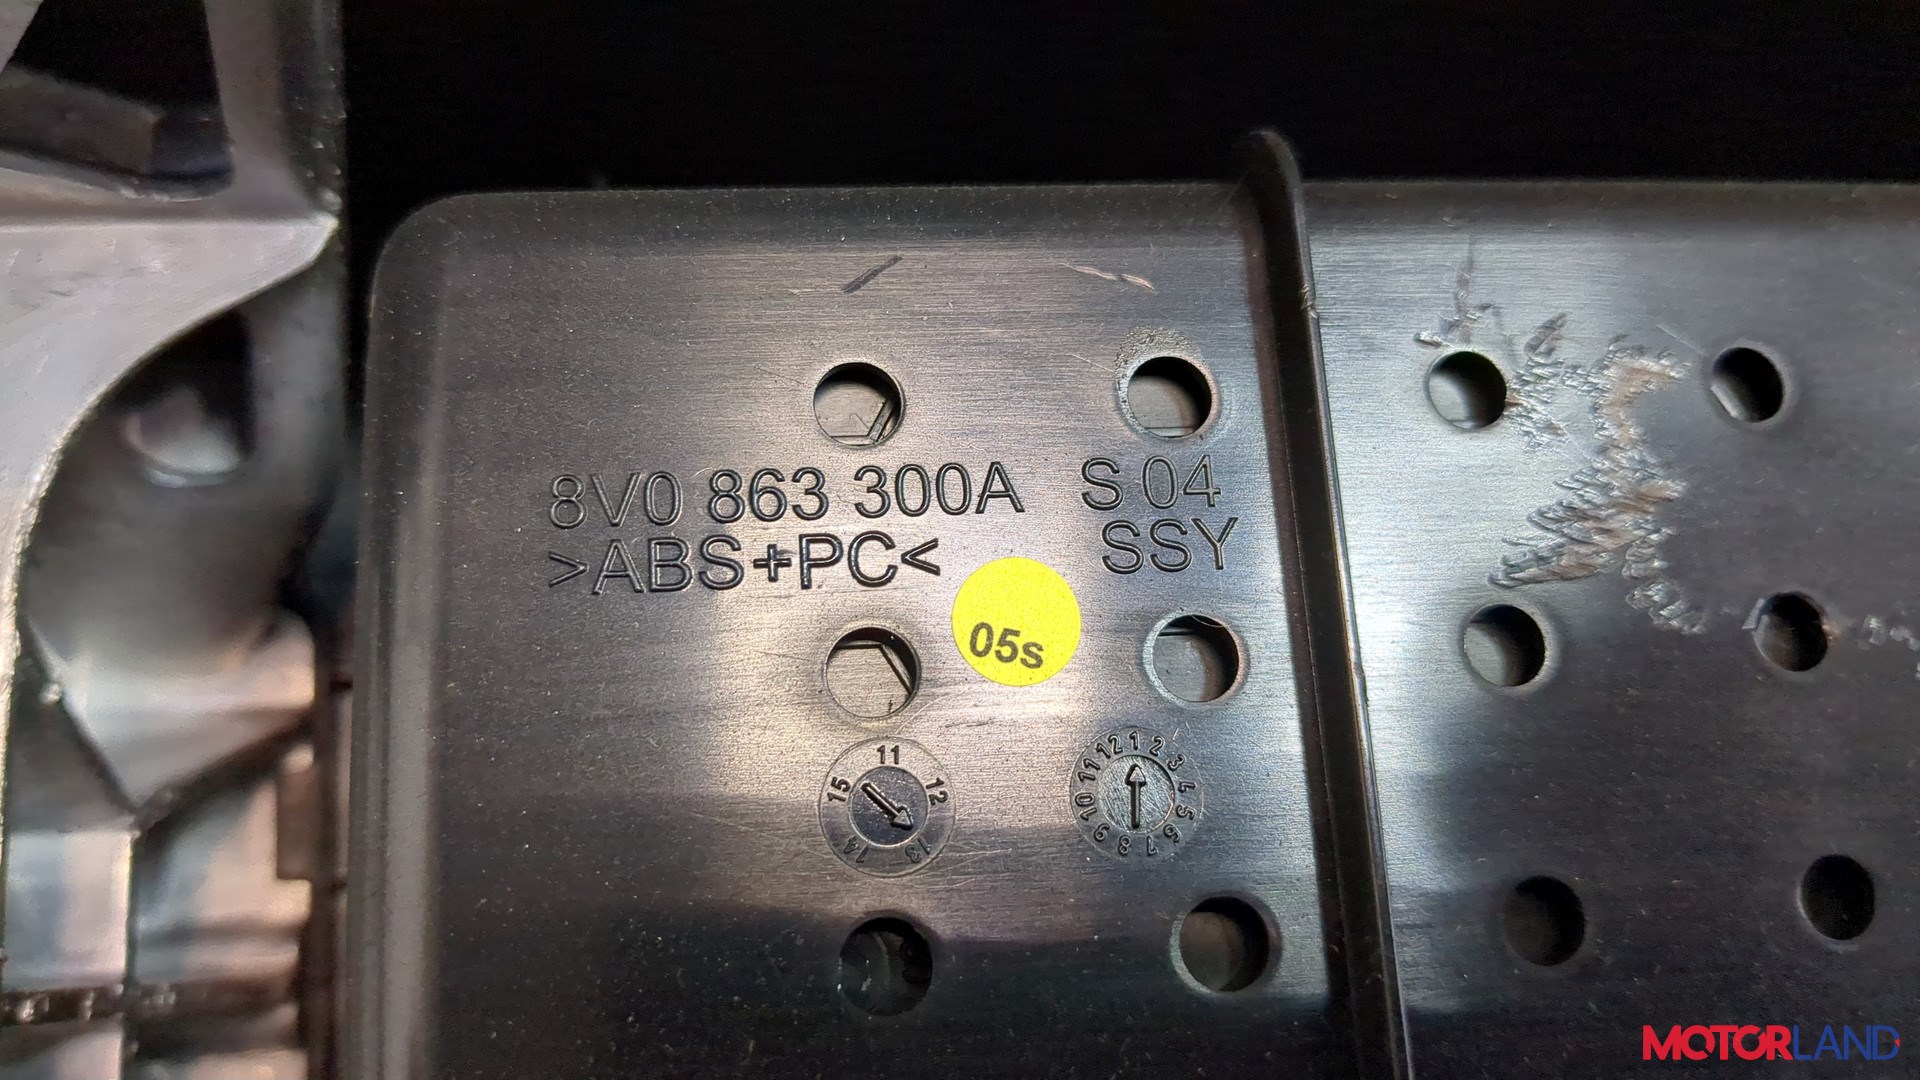 8V0 863 300A S 04
>ABS+PC< SSY
05s
11 12 13 14 15
12 1 2 3 4 5 6 7 8 9 10 11
MOTORLAND